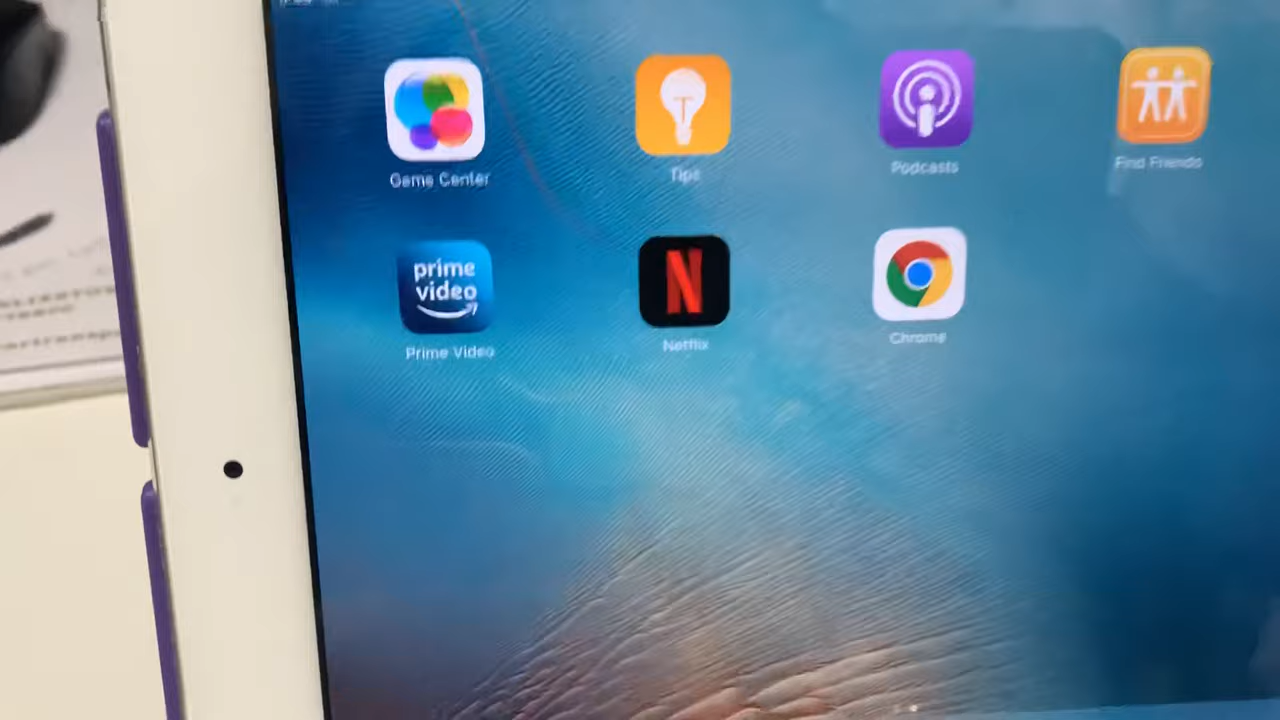 Game Center
Tips
Podcasts
Find Friends
prime
video
Prime Video
N
Netflix
Chrome